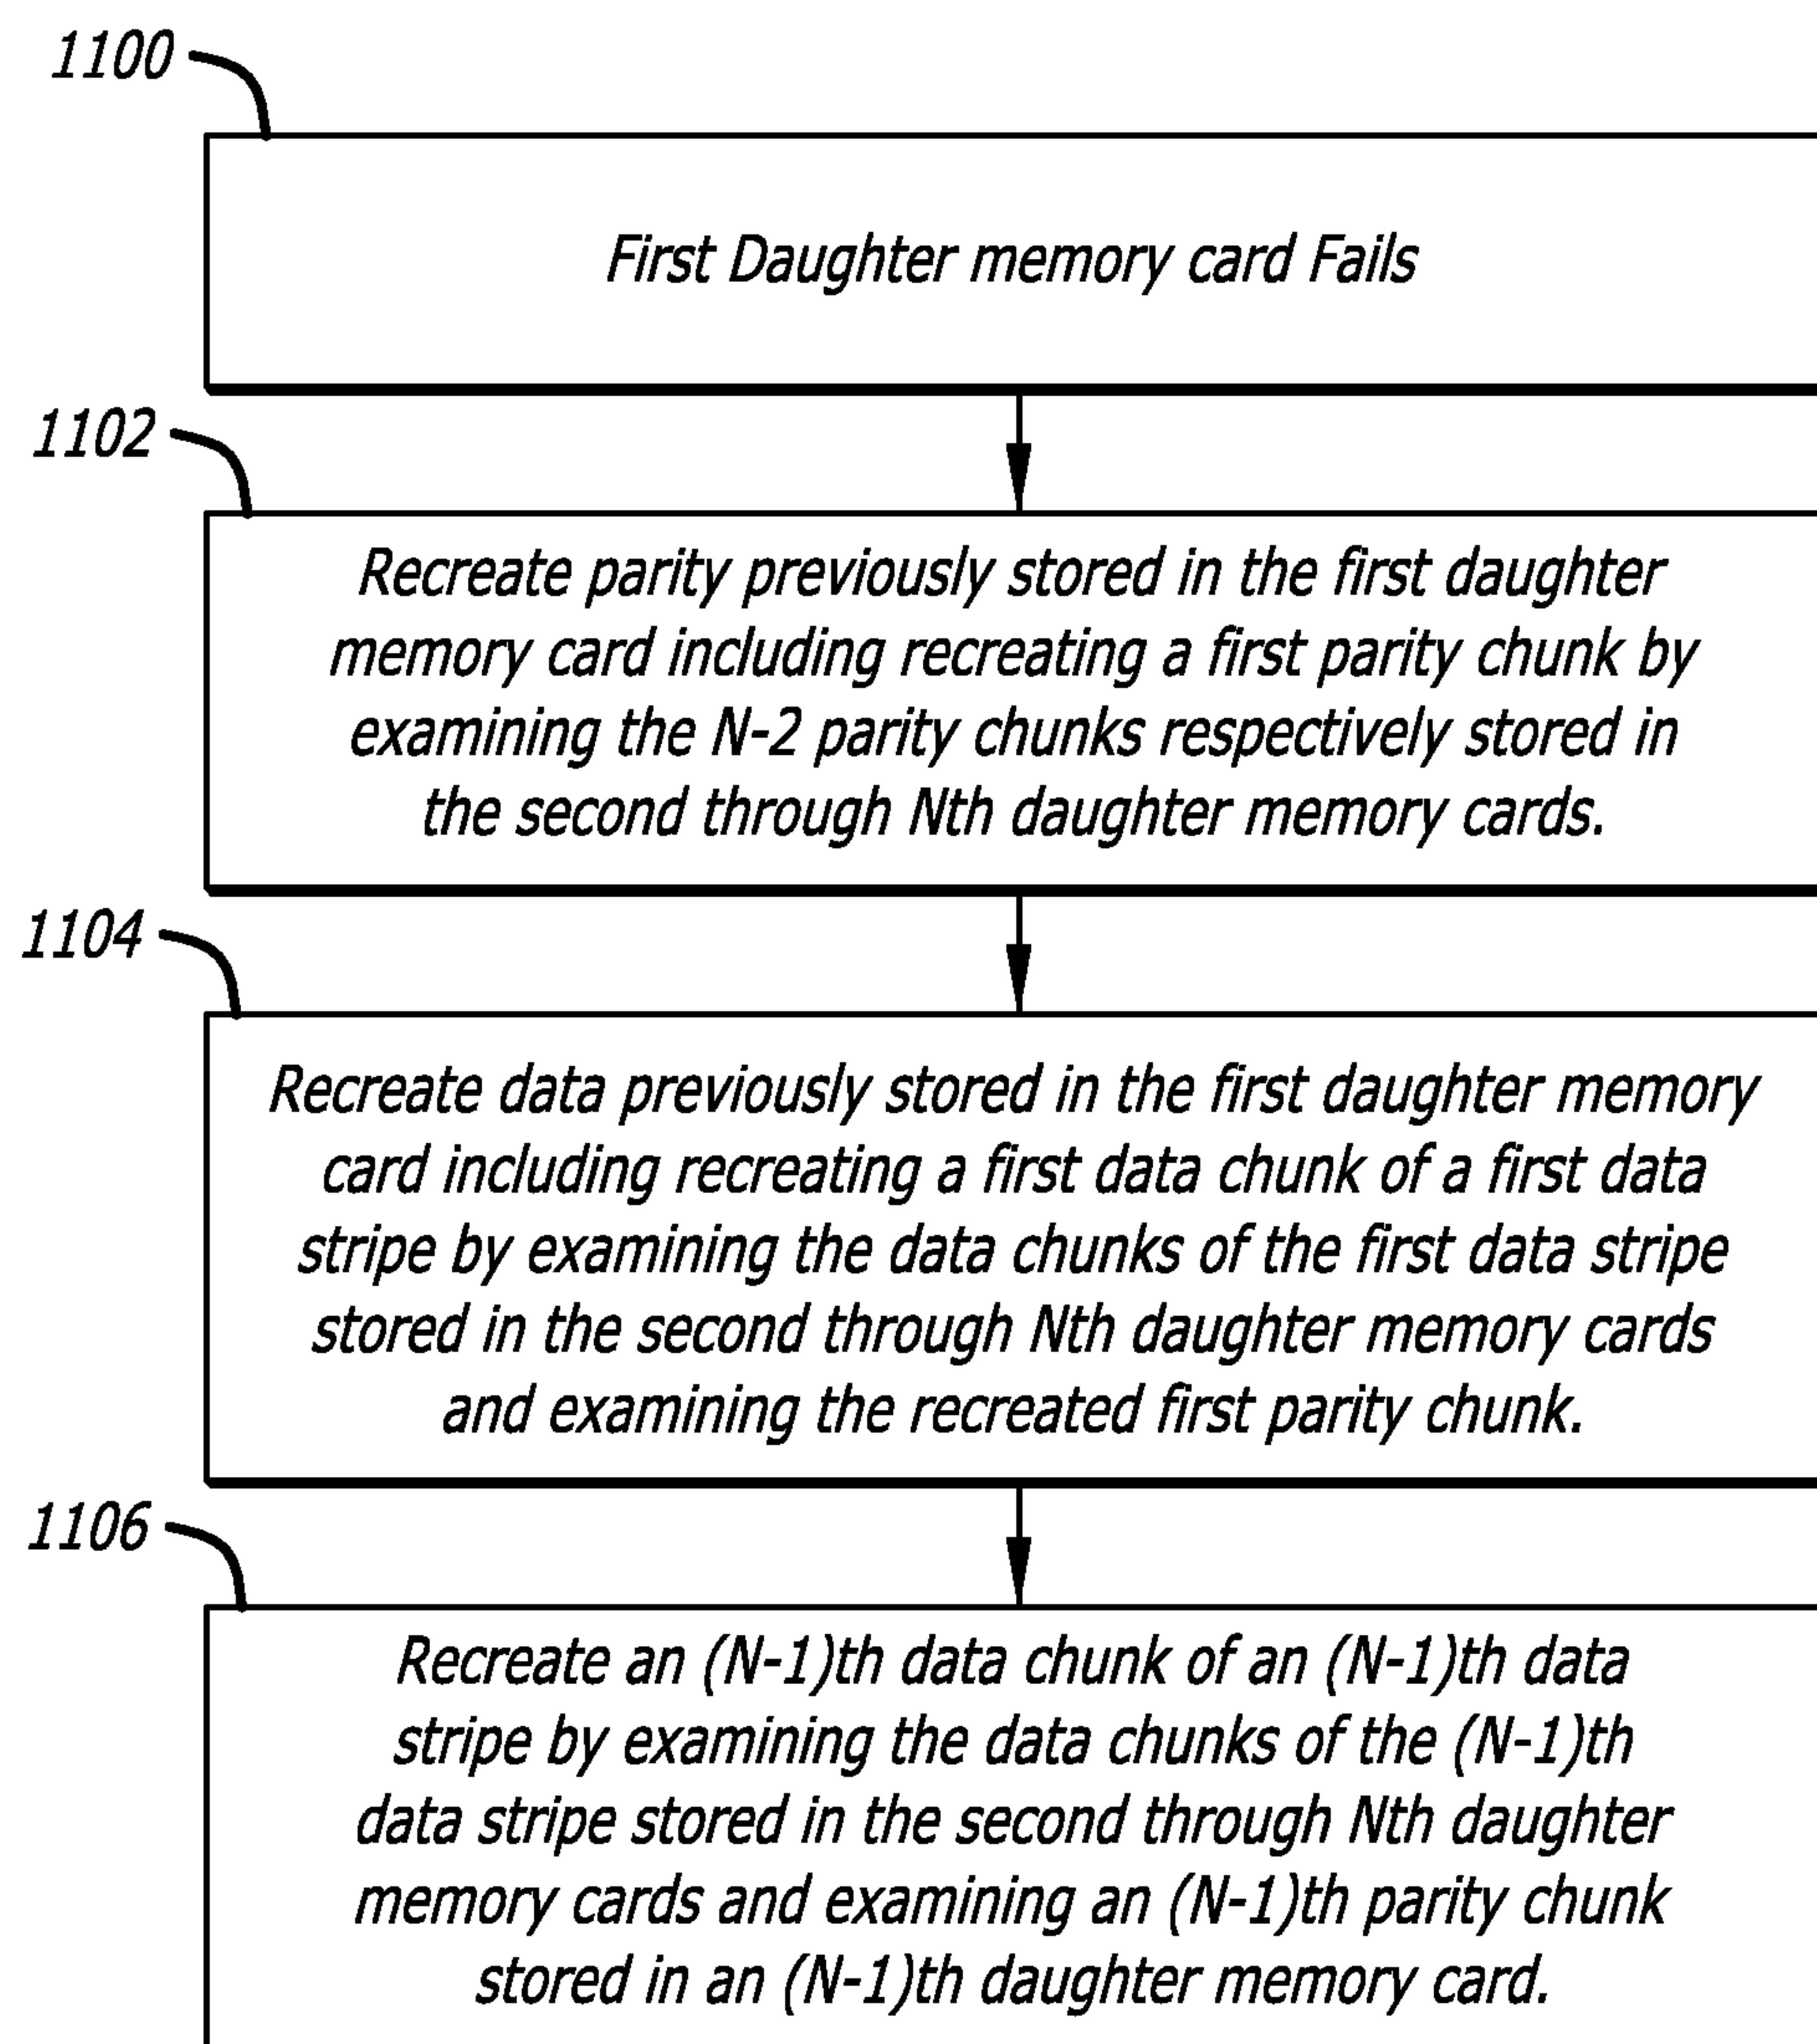 1100
First Daughter memory card Fails
1102
Recreate parity previously stored in the first daughter
memory card including recreating a first parity chunk by
examining the N-2 parity chunks respectively stored in
the second through Nth daughter memory cards.
1104
Recreate data previously stored in the first daughter memory
card including recreating a first data chunk of a first data
stripe by examining the data chunks of the first data stripe
stored in the second through Nth daughter memory cards
and examining the recreated first parity chunk.
1106
Recreate an (N-1)th data chunk of an (N-1)th data
stripe by examining the data chunks of the (N-1)th
data stripe stored in the second through Nth daughter
memory cards and examining an (N-1)th parity chunk
stored in an (N-1)th daughter memory card.